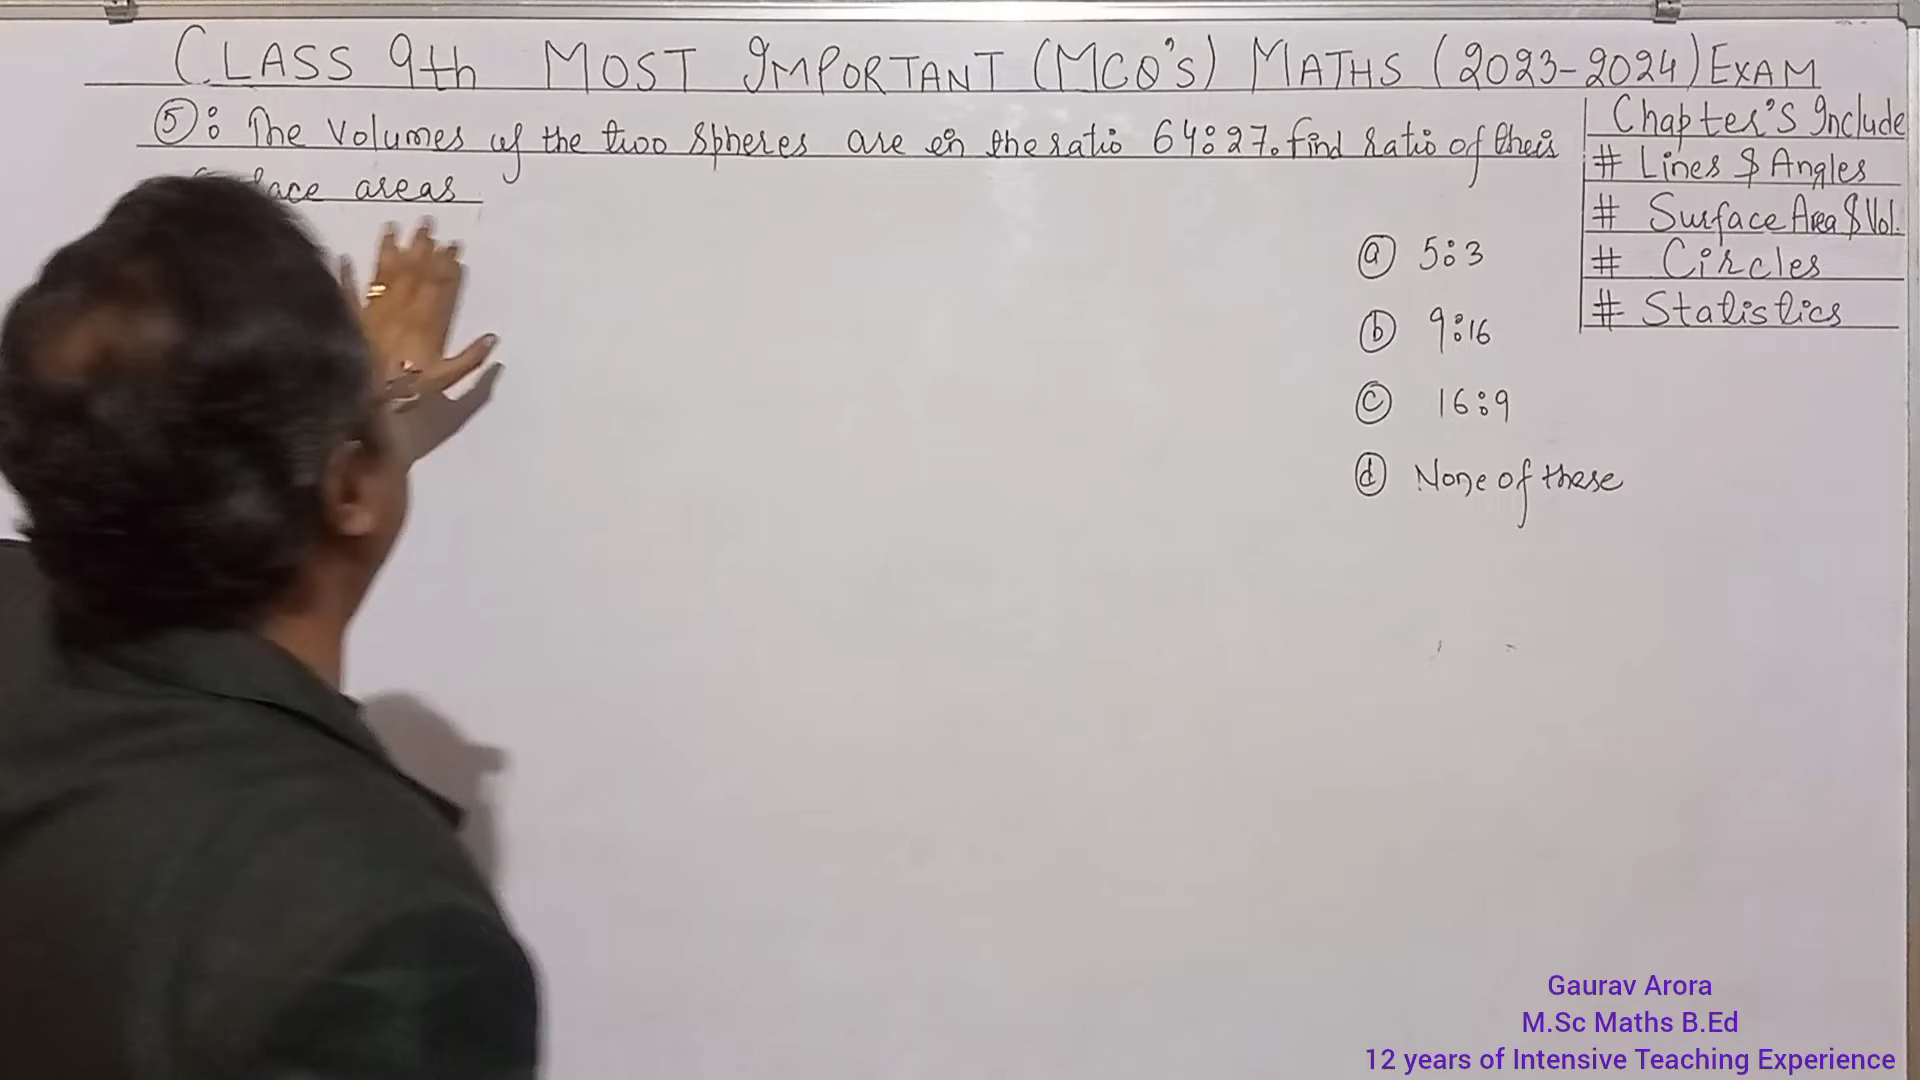 CLASS 9th MOST IMPORTANT (MCQ'S) MATHS (2023-2024) EXAM
⑤: The Volumes of the two Spheres are in the ratio 64:27. find ratio of their
areas
ⓐ 5:3
ⓑ 9:16
ⓒ 16:9
ⓓ None of these
Chapter's Include
# Lines & Angles
# Surface Area & Vol.
# Circles
# Statistics
Gaurav Arora
M.Sc Maths B.Ed
12 years of Intensive Teaching Experience